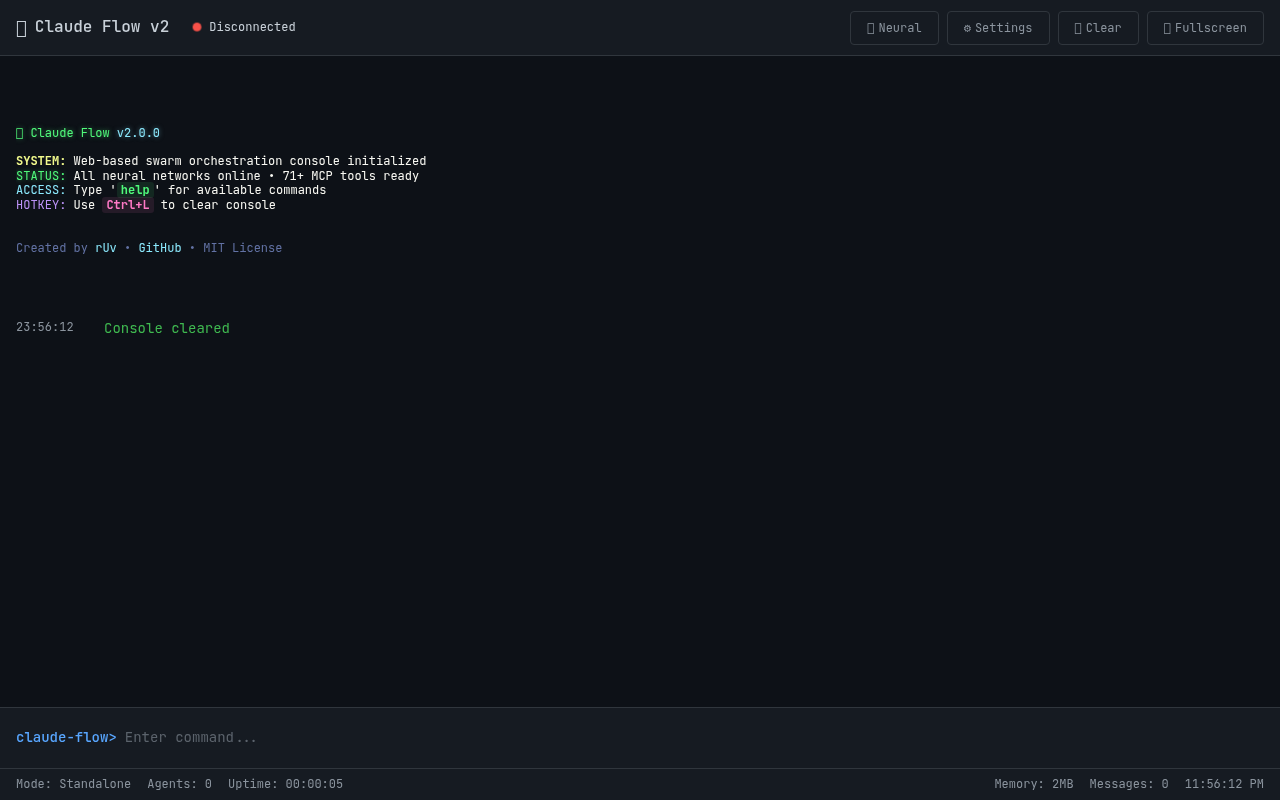 Claude Flow v2
Disconnected
Neural
⚙ Settings
Clear
Fullscreen
Claude Flow v2.0.0
SYSTEM: Web-based swarm orchestration console initialized
STATUS: All neural networks online • 71+ MCP tools ready
ACCESS: Type 'help' for available commands
HOTKEY: Use Ctrl+L to clear console
Created by rUv • GitHub • MIT License
23:56:12 Console cleared
claude-flow> Enter command...
Mode: Standalone Agents: 0 Uptime: 00:00:05
Memory: 2MB Messages: 0 11:56:12 PM